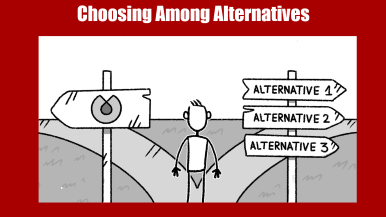 Choosing Among Alternatives
ALTERNATIVE 1
ALTERNATIVE 2
ALTERNATIVE 3